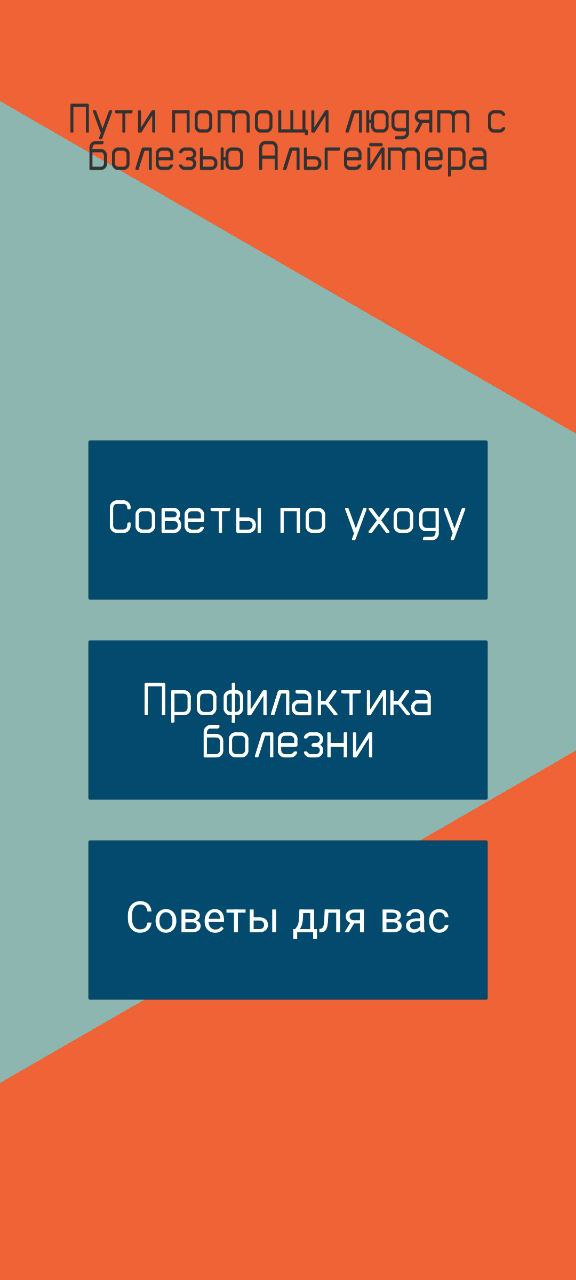 Пути помощи людям с
болезью Альгеймера
Советы по уходу
Профилактика
болезни
Советы для вас